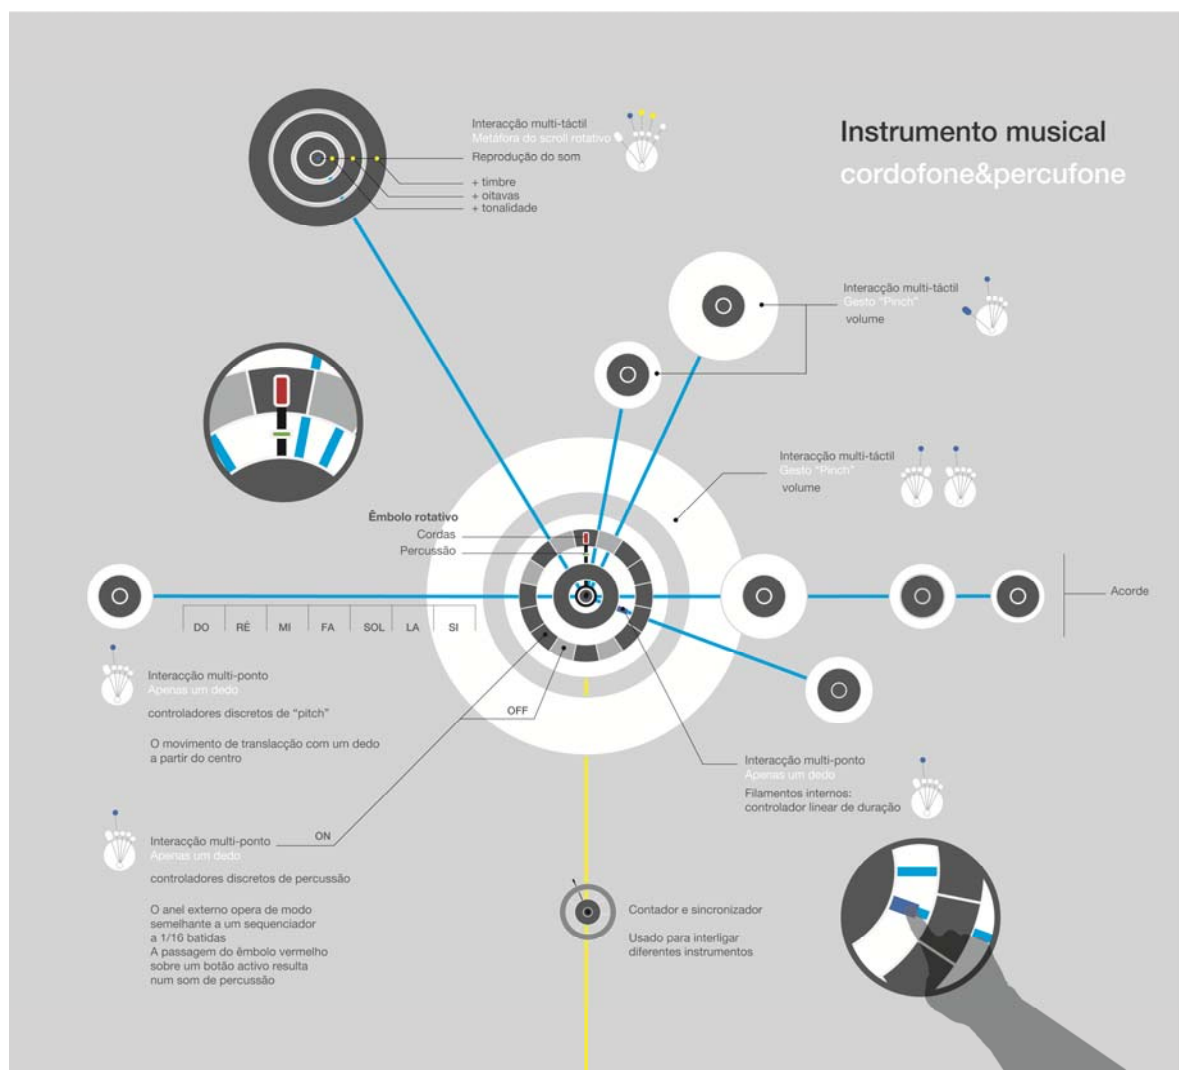 Instrumento musical
cordofone&percufone
Interacção multi-táctil
Metáfora do scroll rotativo
Reprodução do som
+ timbre
+ oitavas
+ tonalidade
Interacção multi-táctil
Gesto "Pinch"
volume
Interacção multi-táctil
Gesto "Pinch"
volume
Êmbolo rotativo
Cordas
Percussão
Acorde
DO RÉ MI FA SOL LA SI
Interacção multi-ponto
Apenas um dedo
controladores discretos de "pitch"
O movimento de translacção com um dedo
a partir do centro
OFF
ON
Interacção multi-ponto
Apenas um dedo
Filamentos internos:
controlador linear de duração
Interacção multi-ponto
Apenas um dedo
controladores discretos de percussão
O anel externo opera de modo
semelhante a um sequenciador
a 1/16 batidas
A passagem do êmbolo vermelho
sobre um botão activo resulta
num som de percussão
Contador e sincronizador
Usado para interligar
diferentes instrumentos